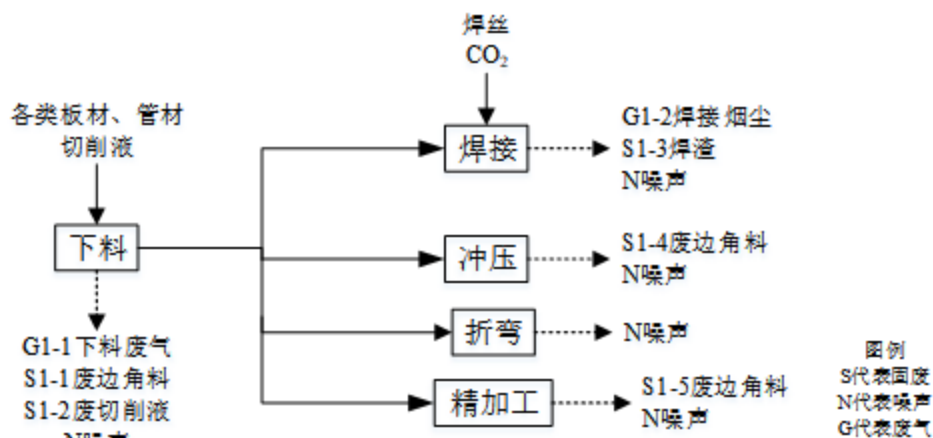 焊丝
CO₂
各类板材、管材
切削液
下料
G1-1下料废气
S1-1废边角料
S1-2废切削液
N噪声
焊接
G1-2焊接烟尘
S1-3焊渣
N噪声
冲压
S1-4废边角料
N噪声
折弯
N噪声
精加工
S1-5废边角料
N噪声
图例
S代表固废
N代表噪声
G代表废气